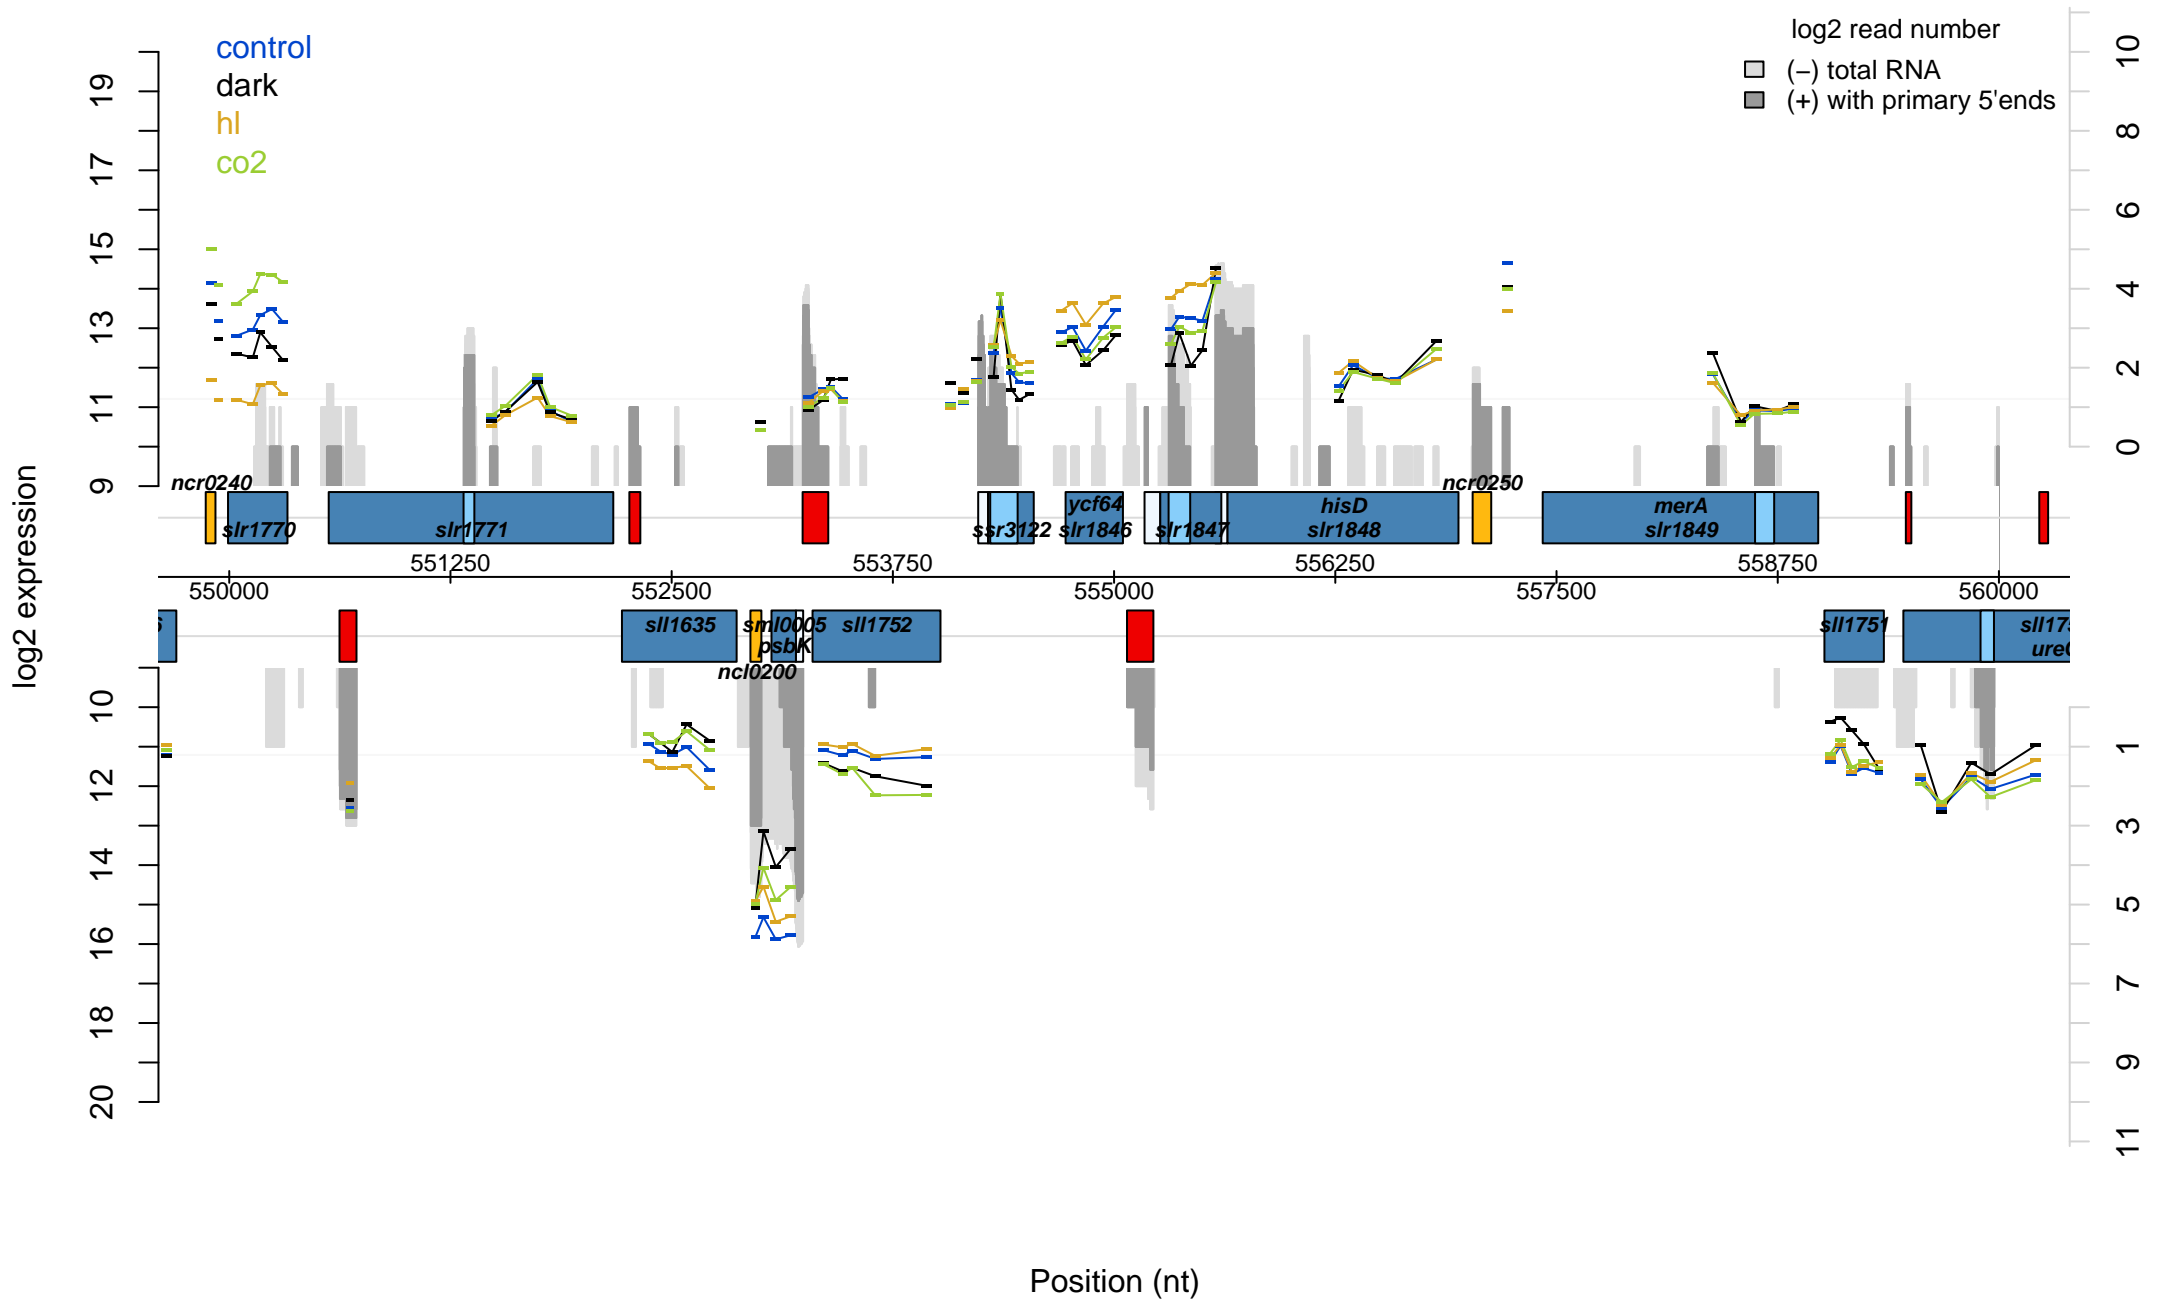 control
dark
hl
co2
log2 read number
(−) total RNA
(+) with primary 5'ends
19
17
15
13
11
9
10
8
6
4
2
0
log2 expression
ncr0240
slr1770
slr1771
ssr3122
ycf64
slr1846
slr1847
hisD
slr1848
ncr0250
merA
slr1849
551250
553750
556250
558750
550000
552500
555000
557500
560000
6
sll1635
sml0005
psbK
ncl0200
sll1752
sll1751
sll175
ure
10
12
14
16
18
20
1
3
5
7
9
11
Position (nt)